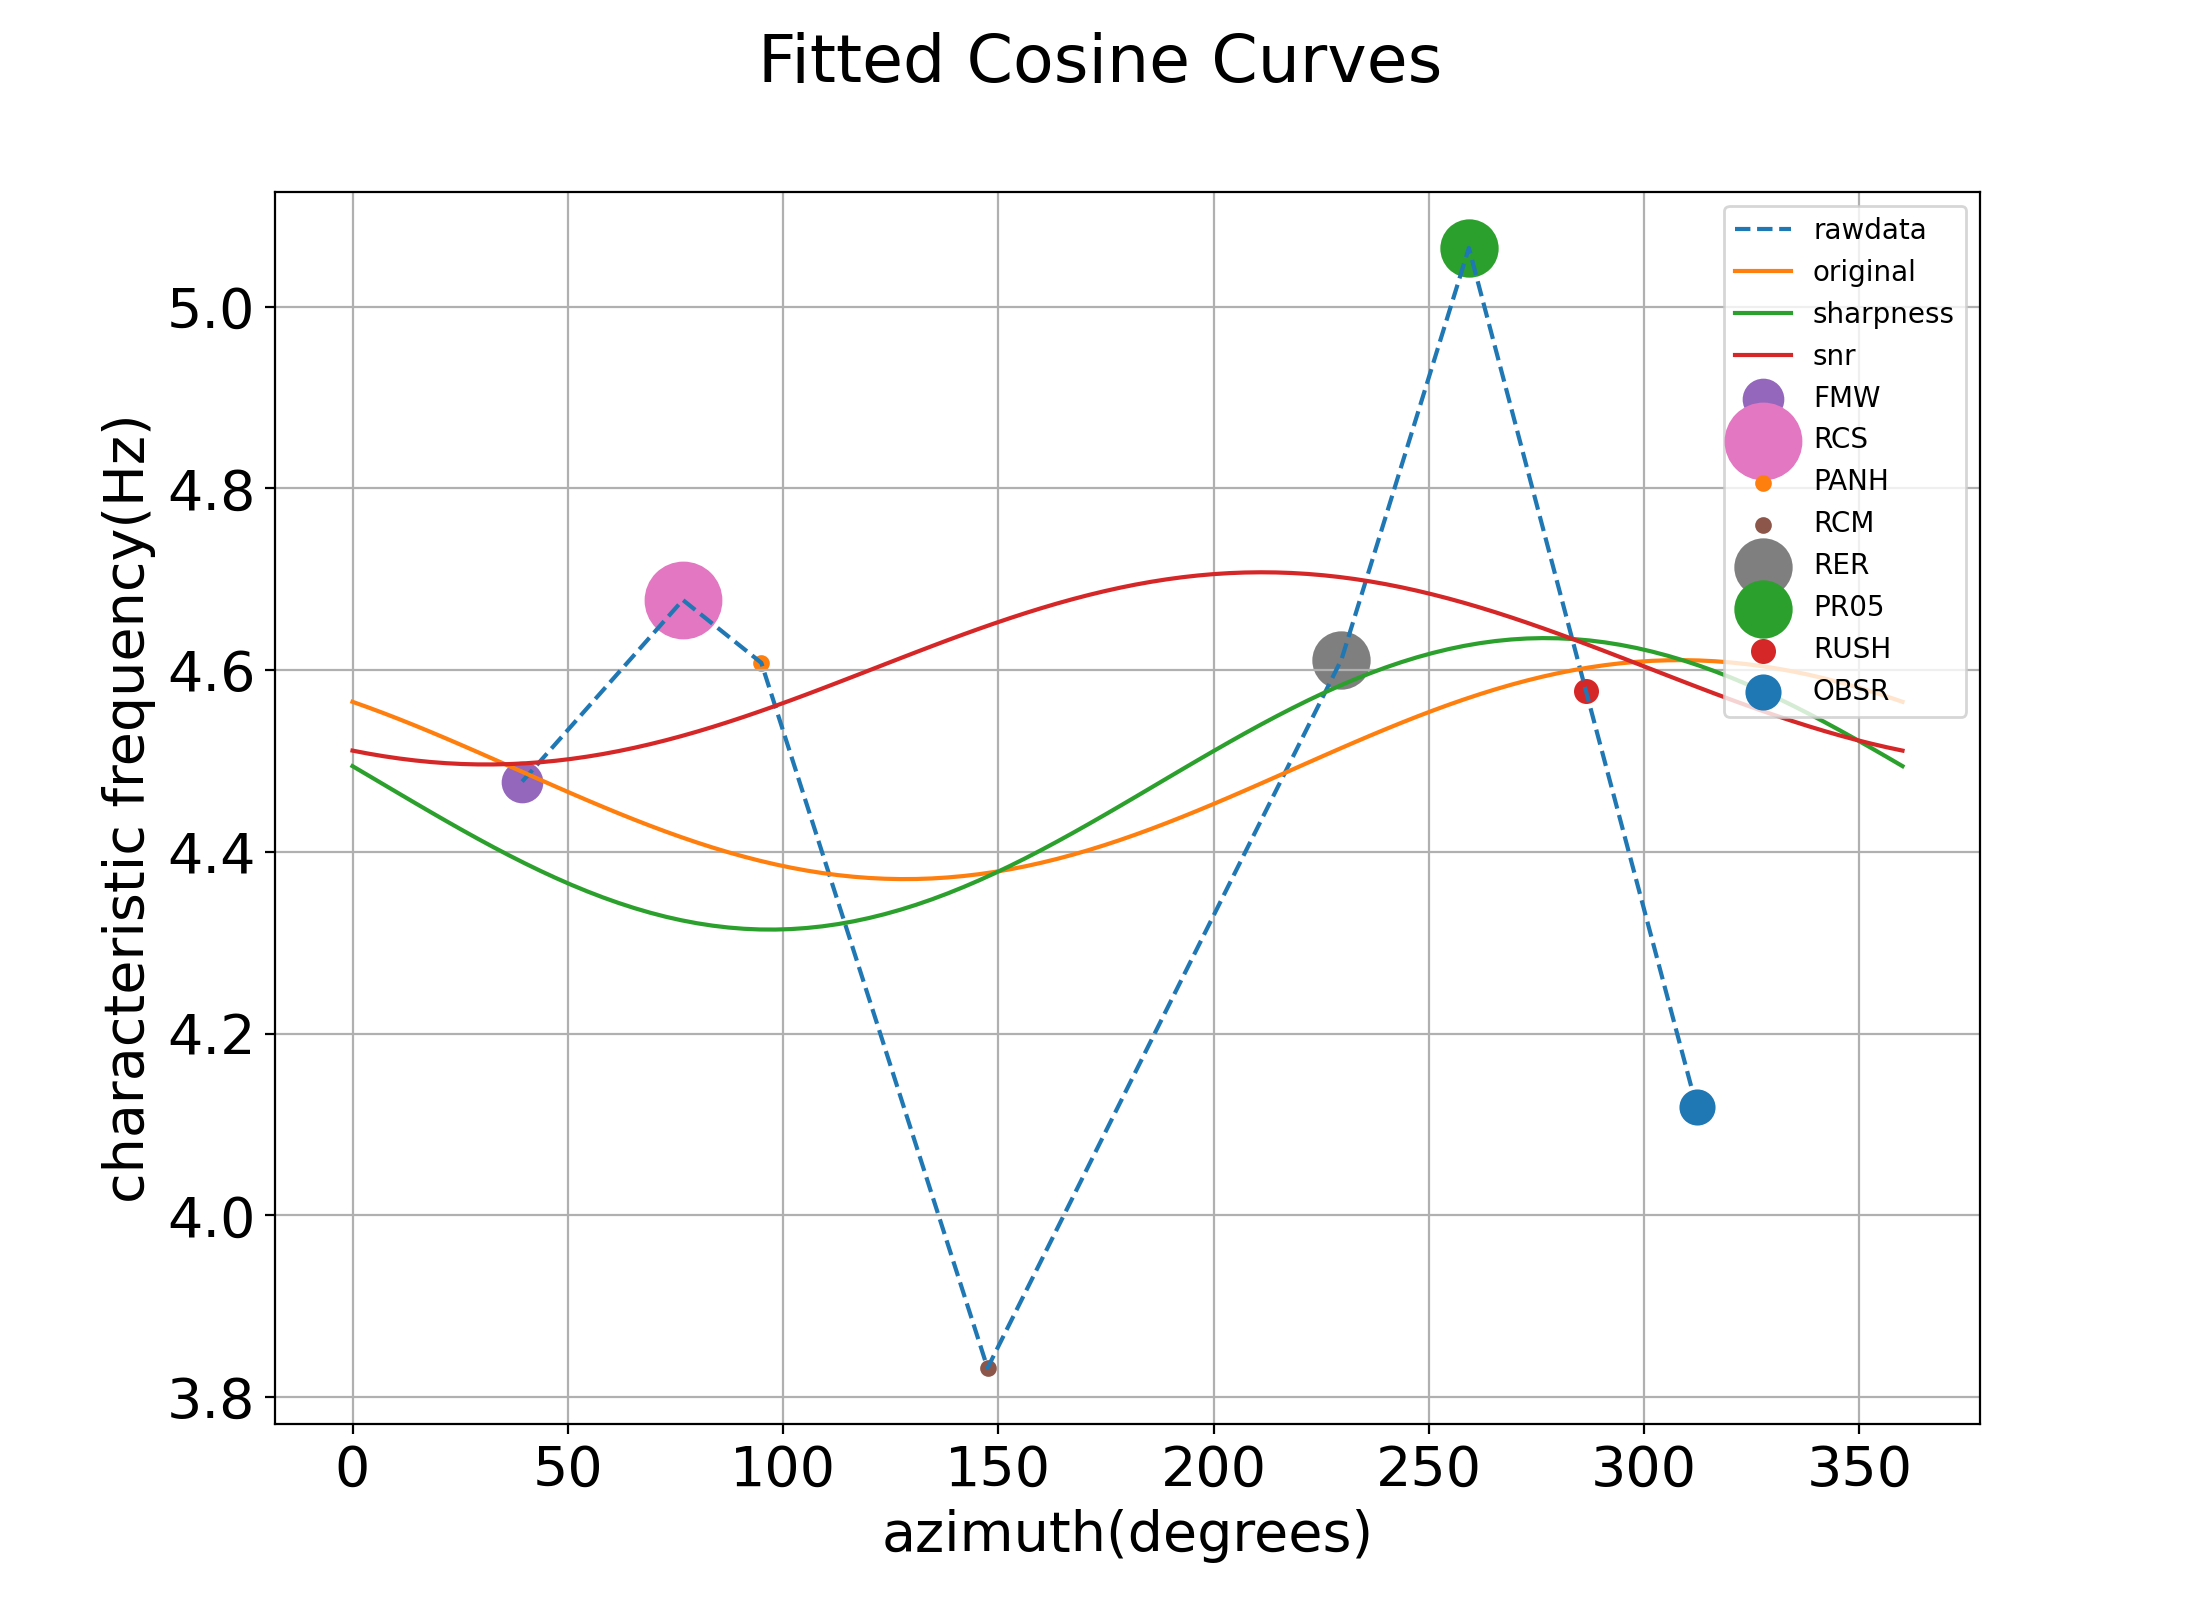 Fitted Cosine Curves
characteristic frequency(Hz)
5.0
4.8
4.6
4.4
4.2
4.0
3.8
rawdata
original
sharpness
snr
FMW
RCS
PANH
RCM
RER
PR05
RUSH
OBSR
0 50 100 150 200 250 300 350
azimuth(degrees)